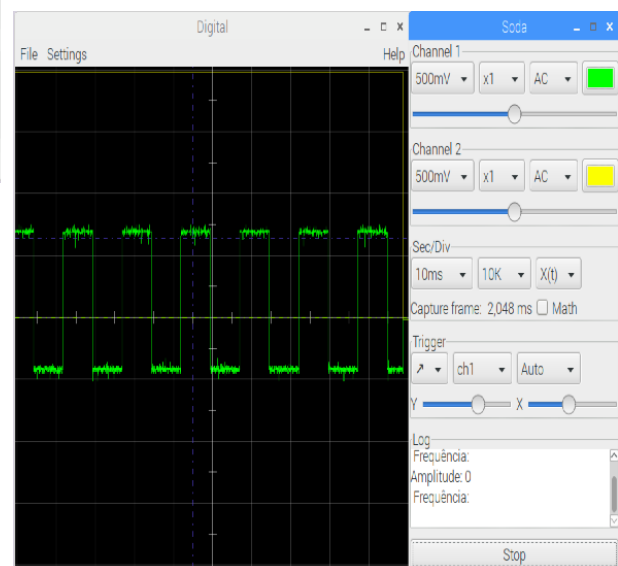 Digital
File Settings Help
Soda
Channel 1
500mV x1 AC
Channel 2
500mV x1 AC
Sec/Div
10ms 10K X(t)
Capture frame: 2,048 ms Math
Trigger
↗ ch1 Auto
Y X
Log
Frequência:
Amplitude: 0
Frequência:
Stop